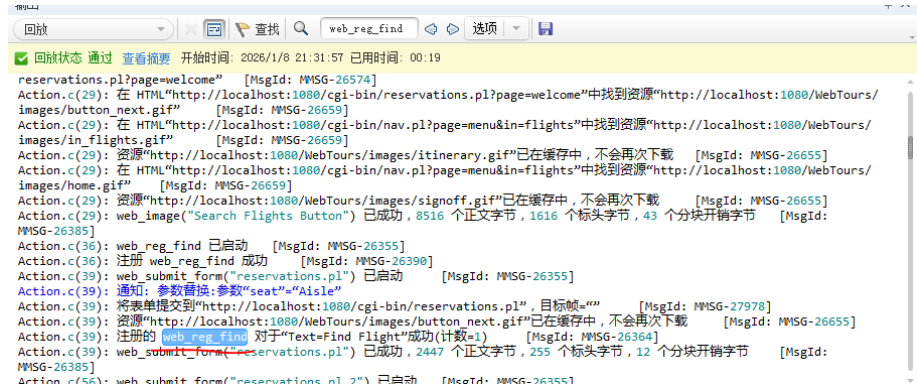 输出
回放 查找 web_reg_find 选项
回放状态 通过 查看摘要 开始时间: 2026/1/8 21:31:57 已用时间: 00:19
reservations.pl?page=welcome” [MsgId: MMSG-26574]
Action.c(29): 在 HTML“http://localhost:1080/cgi-bin/reservations.pl?page=welcome”中找到资源“http://localhost:1080/WebTours/
images/button_next.gif” [MsgId: MMSG-26659]
Action.c(29): 在 HTML“http://localhost:1080/cgi-bin/nav.pl?page=menu&in=flights”中找到资源“http://localhost:1080/WebTours/
images/in_flights.gif” [MsgId: MMSG-26659]
Action.c(29): 资源“http://localhost:1080/WebTours/images/itinerary.gif”已在缓存中，不会再次下载 [MsgId: MMSG-26655]
Action.c(29): 在 HTML“http://localhost:1080/cgi-bin/nav.pl?page=menu&in=flights”中找到资源“http://localhost:1080/WebTours/
images/home.gif” [MsgId: MMSG-26659]
Action.c(29): 资源“http://localhost:1080/WebTours/images/signoff.gif”已在缓存中，不会再次下载 [MsgId: MMSG-26655]
Action.c(29): web_image("Search Flights Button") 已成功，8516 个正文字节，1616 个标头字节，43 个分块开销字节 [MsgId:
MMSG-26385]
Action.c(36): web_reg_find 已启动 [MsgId: MMSG-26355]
Action.c(36): 注册 web_reg_find 成功 [MsgId: MMSG-26390]
Action.c(39): web_submit_form("reservations.pl") 已启动 [MsgId: MMSG-26355]
Action.c(39): 通知: 参数替换:参数“seat”=“Aisle”
Action.c(39): 将表单提交到“http://localhost:1080/cgi-bin/reservations.pl”，目标帧=“” [MsgId: MMSG-27978]
Action.c(39): 资源“http://localhost:1080/WebTours/images/button_next.gif”已在缓存中，不会再次下载 [MsgId: MMSG-26655]
Action.c(39): 注册的 web_reg_find 对于“Text=Find Flight”成功(计数=1) [MsgId: MMSG-26364]
Action.c(39): web_submit_form("reservations.pl") 已成功，2447 个正文字节，255 个标头字节，12 个分块开销字节 [MsgId:
MMSG-26385]
Action.c(56): web_submit_form("reservations.pl_2") 已启动 [MsgId: MMSG-26355]